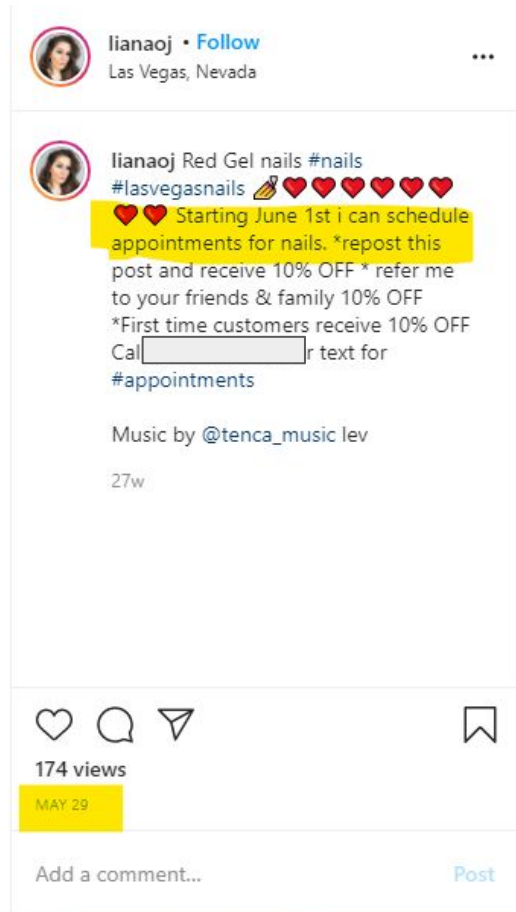 lianaoj • Follow
Las Vegas, Nevada
•••
lianaoj Red Gel nails #nails
#lasvegasnails 💅❤️❤️❤️❤️❤️❤️
❤️❤️ Starting June 1st i can schedule
appointments for nails. *repost this
post and receive 10% OFF * refer me
to your friends & family 10% OFF
*First time customers receive 10% OFF
Cal r text for
#appointments
Music by @tenca_music lev
27w
174 views
MAY 29
Add a comment...
Post